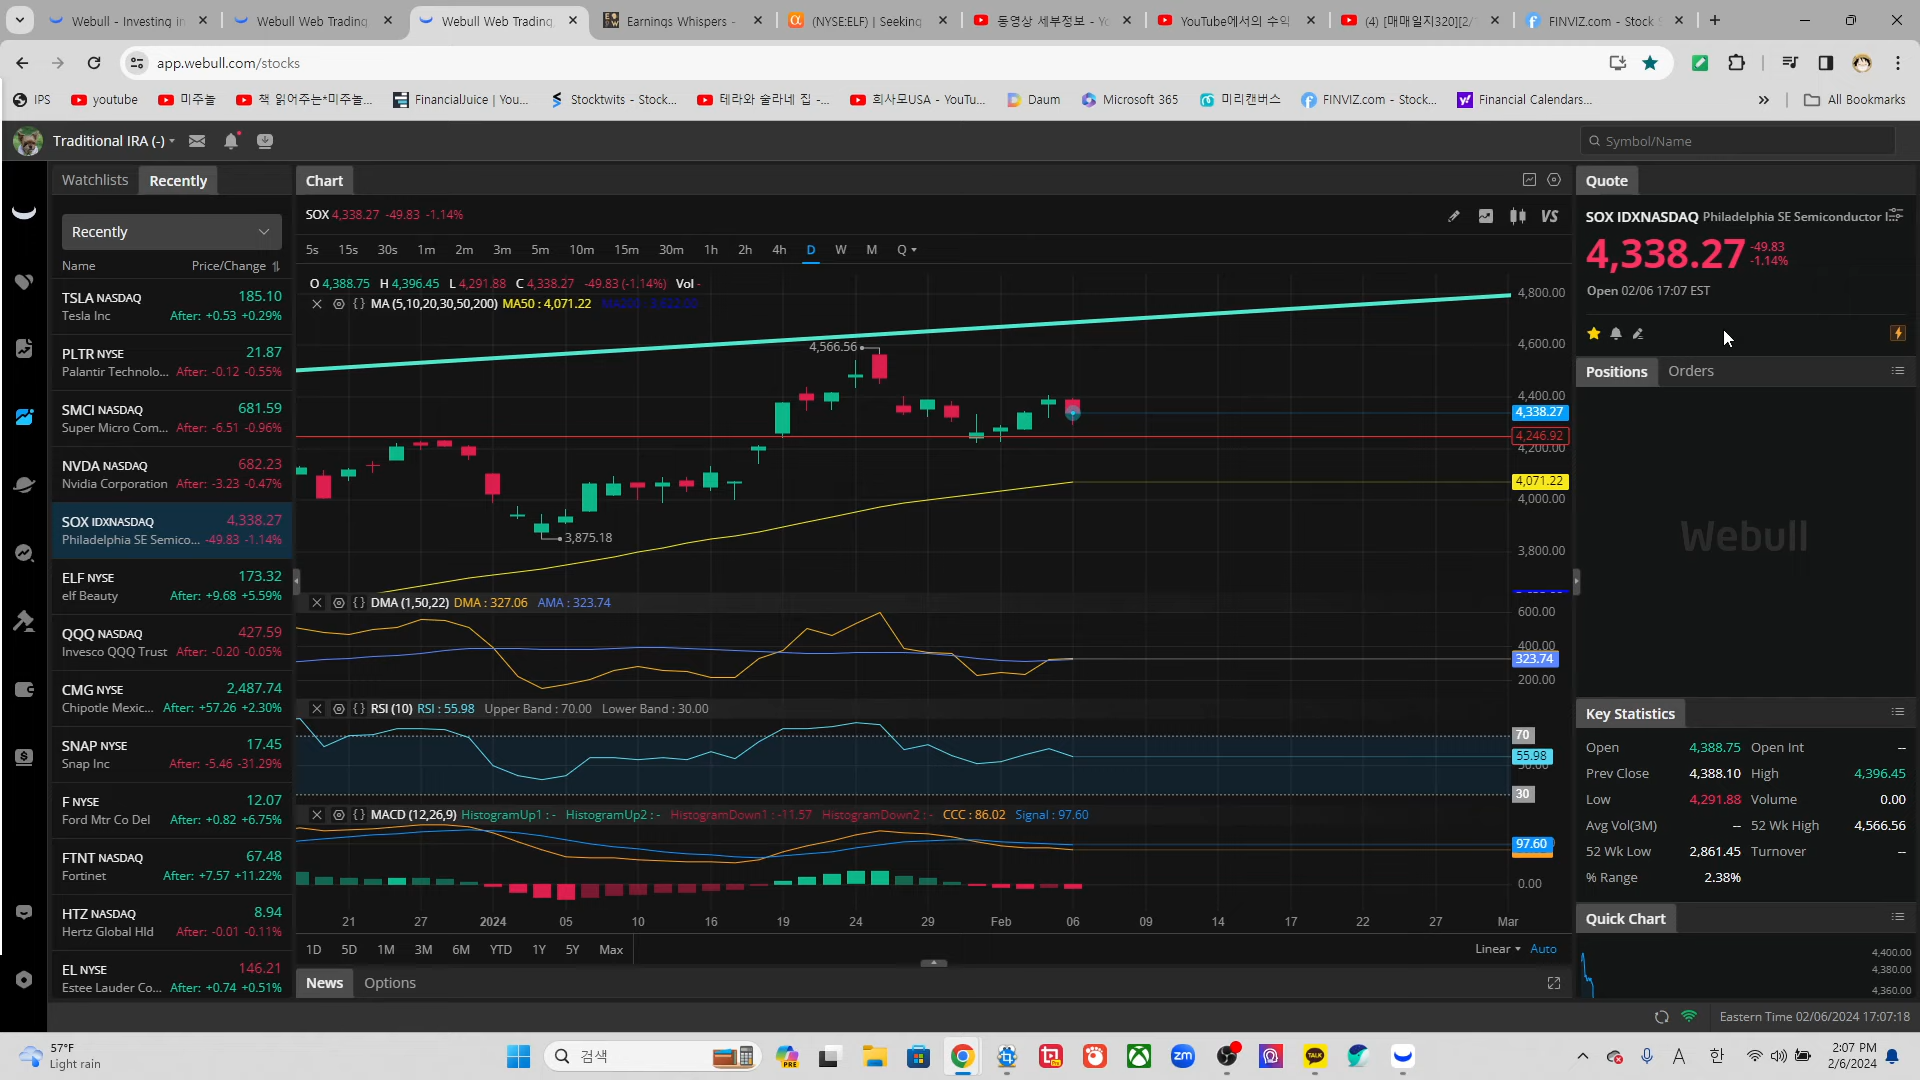 Webull - Investing in
Webull Web Trading
Webull Web Trading
Earnings Whispers -
(NYSE:ELF) | Seeking
동영상 세부정보 - Yo
YouTube에서의 수익
(4) [매매일지320][2/
FINVIZ.com - Stock S
app.webull.com/stocks
IPS
youtube
미주놀
책 읽어주는*미주놀...
FinancialJuice | You...
Stocktwits - Stock...
테라와 술라네 집 -...
희사모USA - YouTu...
Daum
Microsoft 365
미리캔버스
FINVIZ.com - Stock...
Financial Calendars...
All Bookmarks
Traditional IRA (-)
Symbol/Name
Watchlists Recently
Recently
Name Price/Change
TSLA NASDAQ 185.10
Tesla Inc After: +0.53 +0.29%
PLTR NYSE 21.87
Palantir Technolo... After: -0.12 -0.55%
SMCI NASDAQ 681.59
Super Micro Com... After: -6.51 -0.96%
NVDA NASDAQ 682.23
Nvidia Corporation After: -3.23 -0.47%
SOX IDXNASDAQ 4,338.27
Philadelphia SE Semico... -49.83 -1.14%
ELF NYSE 173.32
elf Beauty After: +9.68 +5.59%
QQQ NASDAQ 427.59
Invesco QQQ Trust After: -0.20 -0.05%
CMG NYSE 2,487.74
Chipotle Mexic... After: +57.26 +2.30%
SNAP NYSE 17.45
Snap Inc After: -5.46 -31.29%
F NYSE 12.07
Ford Mtr Co Del After: +0.82 +6.75%
FTNT NASDAQ 67.48
Fortinet After: +7.57 +11.22%
HTZ NASDAQ 8.94
Hertz Global Hld After: -0.01 -0.11%
EL NYSE 146.21
Estee Lauder Co... After: +0.74 +0.51%
Chart
SOX 4,338.27 -49.83 -1.14%
VS
5s 15s 30s 1m 2m 3m 5m 10m 15m 30m 1h 2h 4h D W M Q
O 4,388.75 H 4,396.45 L 4,291.88 C 4,338.27 -49.83 (-1.14%) Vol -
MA (5,10,20,30,50,200) MA50 : 4,071.22
4,800.00
4,600.00
4,566.56
4,400.00
4,338.27
4,246.92
4,200.00
4,071.22
4,000.00
3,875.18
3,800.00
DMA (1,50,22) DMA : 327.06 AMA : 323.74
600.00
400.00
323.74
200.00
RSI (10) RSI : 55.98 Upper Band : 70.00 Lower Band : 30.00
70
55.98
30
MACD (12,26,9) HistogramUp1 : - HistogramUp2 : - HistogramDown1 : -11.57 HistogramDown2 : - CCC : 86.02 Signal : 97.60
97.60
0.00
21 27 2024 05 10 16 19 24 29 Feb 06 09 14 17 22 27 Mar
1D 5D 1M 3M 6M YTD 1Y 5Y Max
Linear Auto
News Options
Quote
SOX IDXNASDAQ Philadelphia SE Semiconductor I
4,338.27 -49.83
-1.14%
Open 02/06 17:07 EST
Positions Orders
Webull
Key Statistics
Open 4,388.75 Open Int --
Prev Close 4,388.10 High 4,396.45
Low 4,291.88 Volume 0.00
Avg Vol(3M) -- 52 Wk High 4,566.56
52 Wk Low 2,861.45 Turnover --
% Range 2.38%
Quick Chart
4,400.00
4,380.00
4,360.00
Eastern Time 02/06/2024 17:07:18
57°F
Light rain
검색
PRE
zm
TALK
A 한
2:07 PM
2/6/2024